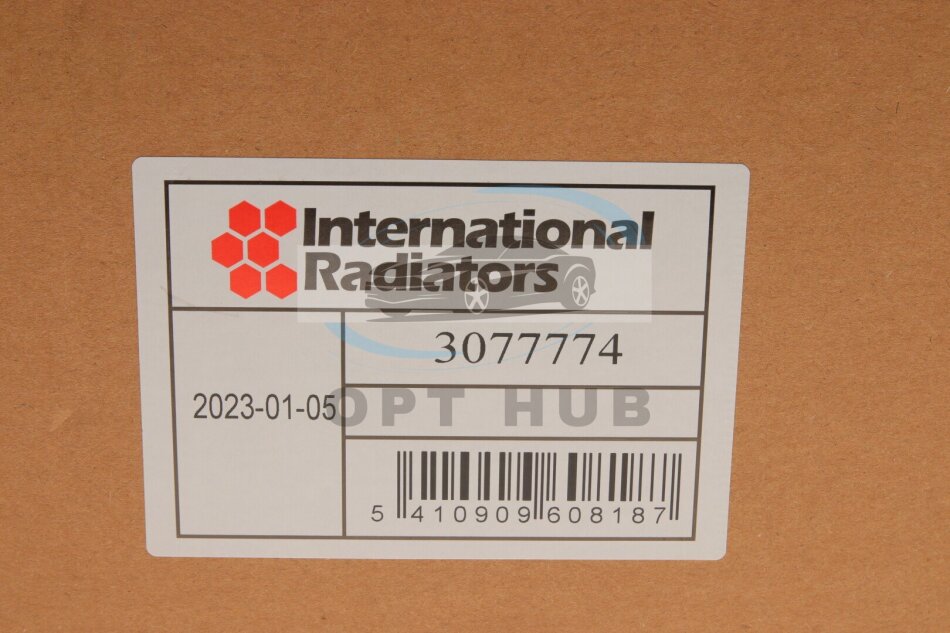 International
Radiators
3077774
2023-01-05
OPT HUB
5 410909 608187